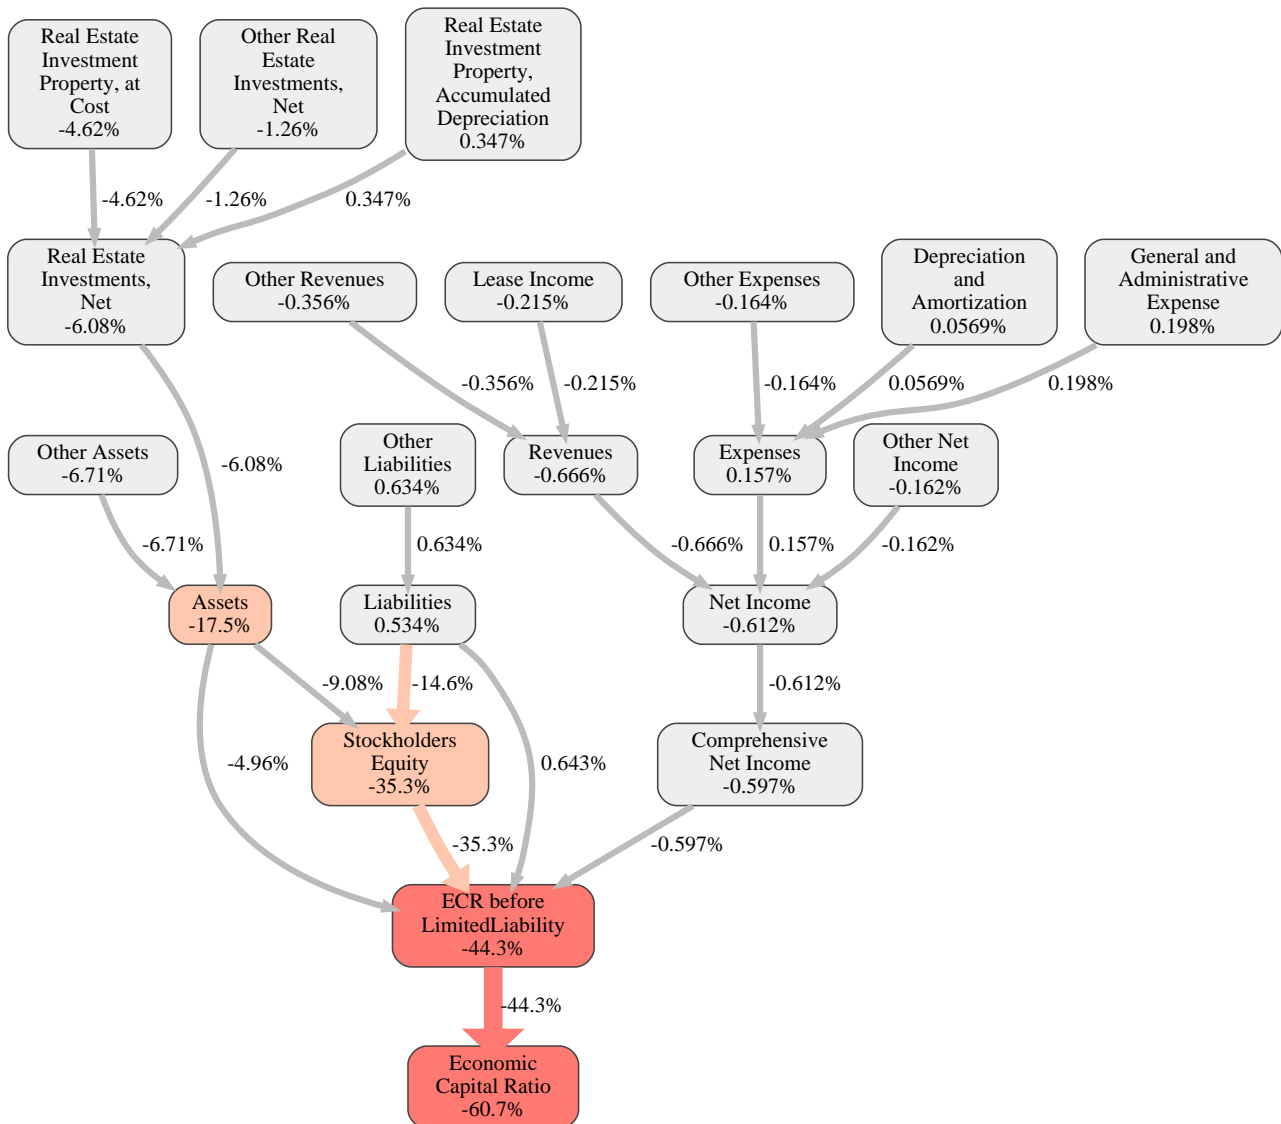 Real Estate
Investment
Property, at
Cost
-4.62%
Other Real
Estate
Investments,
Net
-1.26%
Real Estate
Investment
Property,
Accumulated
Depreciation
0.347%
-4.62%
-1.26%
0.347%
Real Estate
Investments,
Net
-6.08%
Other Revenues
-0.356%
Lease Income
-0.215%
Other Expenses
-0.164%
Depreciation
and
Amortization
0.0569%
General and
Administrative
Expense
0.198%
-0.356%
-0.215%
-0.164%
0.0569%
0.198%
Other Assets
-6.71%
-6.08%
Other
Liabilities
0.634%
Revenues
-0.666%
Expenses
0.157%
Other Net
Income
-0.162%
-6.71%
0.634%
-0.666%
0.157%
-0.162%
Assets
-17.5%
Liabilities
0.534%
Net Income
-0.612%
-9.08%
-14.6%
-0.612%
Stockholders
Equity
-35.3%
Comprehensive
Net Income
-0.597%
-4.96%
0.643%
-35.3%
-0.597%
ECR before
LimitedLiability
-44.3%
-44.3%
Economic
Capital Ratio
-60.7%